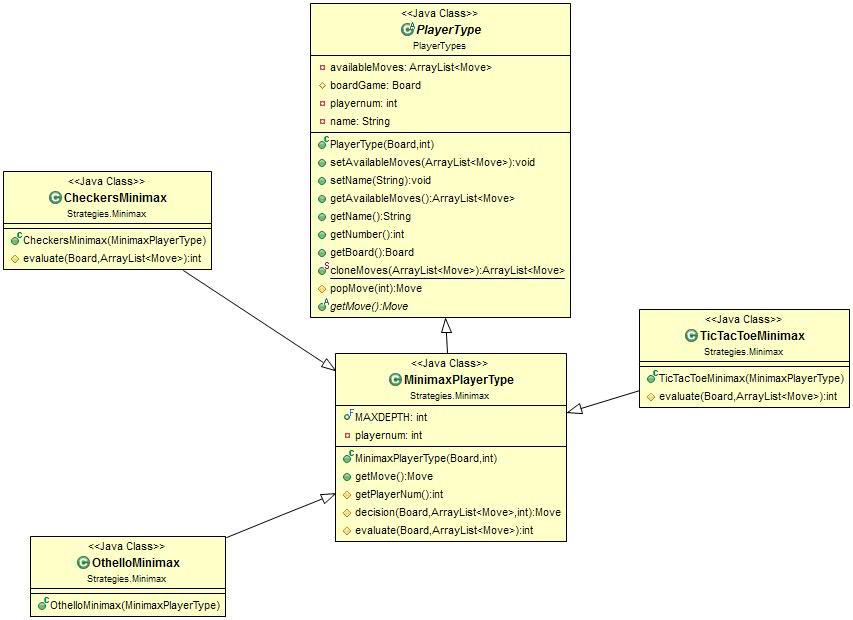 <<Java Class>>
PlayerType
PlayerTypes
availableMoves: ArrayList<Move>
boardGame: Board
playernum: int
name: String
PlayerType(Board,int)
setAvailableMoves(ArrayList<Move>):void
setName(String):void
getAvailableMoves():ArrayList<Move>
getName():String
getNumber():int
getBoard():Board
cloneMoves(ArrayList<Move>):ArrayList<Move>
popMove(int):Move
getMove():Move
<<Java Class>>
CheckersMinimax
Strategies.Minimax
CheckersMinimax(MinimaxPlayerType)
evaluate(Board,ArrayList<Move>):int
<<Java Class>>
TicTacToeMinimax
Strategies.Minimax
TicTacToeMinimax(MinimaxPlayerType)
evaluate(Board,ArrayList<Move>):int
<<Java Class>>
MinimaxPlayerType
Strategies.Minimax
MAXDEPTH: int
playernum: int
MinimaxPlayerType(Board,int)
getMove():Move
getPlayerNum():int
decision(Board,ArrayList<Move>,int):Move
evaluate(Board,ArrayList<Move>):int
<<Java Class>>
OthelloMinimax
Strategies.Minimax
OthelloMinimax(MinimaxPlayerType)